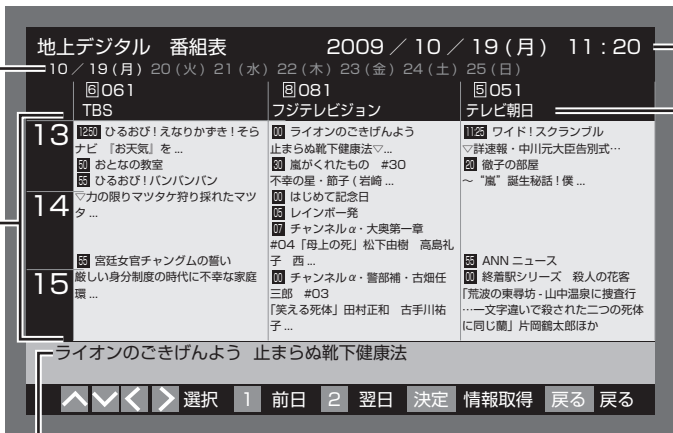 地上デジタル 番組表 2009／10／19(月) 11:20
10／19(月) 20(火) 21(水) 22(木) 23(金) 24(土) 25(日)
6 061
TBS
8 081
フジテレビジョン
5 051
テレビ朝日
13
14
15
1250 ひるおび!えなりかずき!そら
ナビ 『お天気』を...
50 おとなの教室
55 ひるおび!バンバンバン
▽力の限りマツタケ狩り採れたマツ
タ...
55 宮廷女官チャングムの誓い
厳しい身分制度の時代に不幸な家庭
環...
00 ライオンのごきげんよう
止まらぬ靴下健康法▽...
30 嵐がくれたもの #30
不幸の星・節子(岩崎...
00 はじめて記念日
05 レインボー発
07 チャンネルα・大奥第一章
#04「母上の死」松下由樹 高島礼
子 西...
00 チャンネルα・警部補・古畑任
三郎 #03
「笑える死体」田村正和 古手川祐
子...
1125 ワイド!スクランブル
▽詳速報・中川元大臣告別式…
20 徹子の部屋
～“嵐”誕生秘話!僕...
55 ANNニュース
00 終着駅シリーズ 殺人の花客
「荒波の東尋坊-山中温泉に捜査行
…一文字違いで殺された二つの死体
に同じ蘭」片岡鶴太郎ほか
ライオンのごきげんよう 止まらぬ靴下健康法
選択 1 前日 2 翌日 決定 情報取得 戻る 戻る